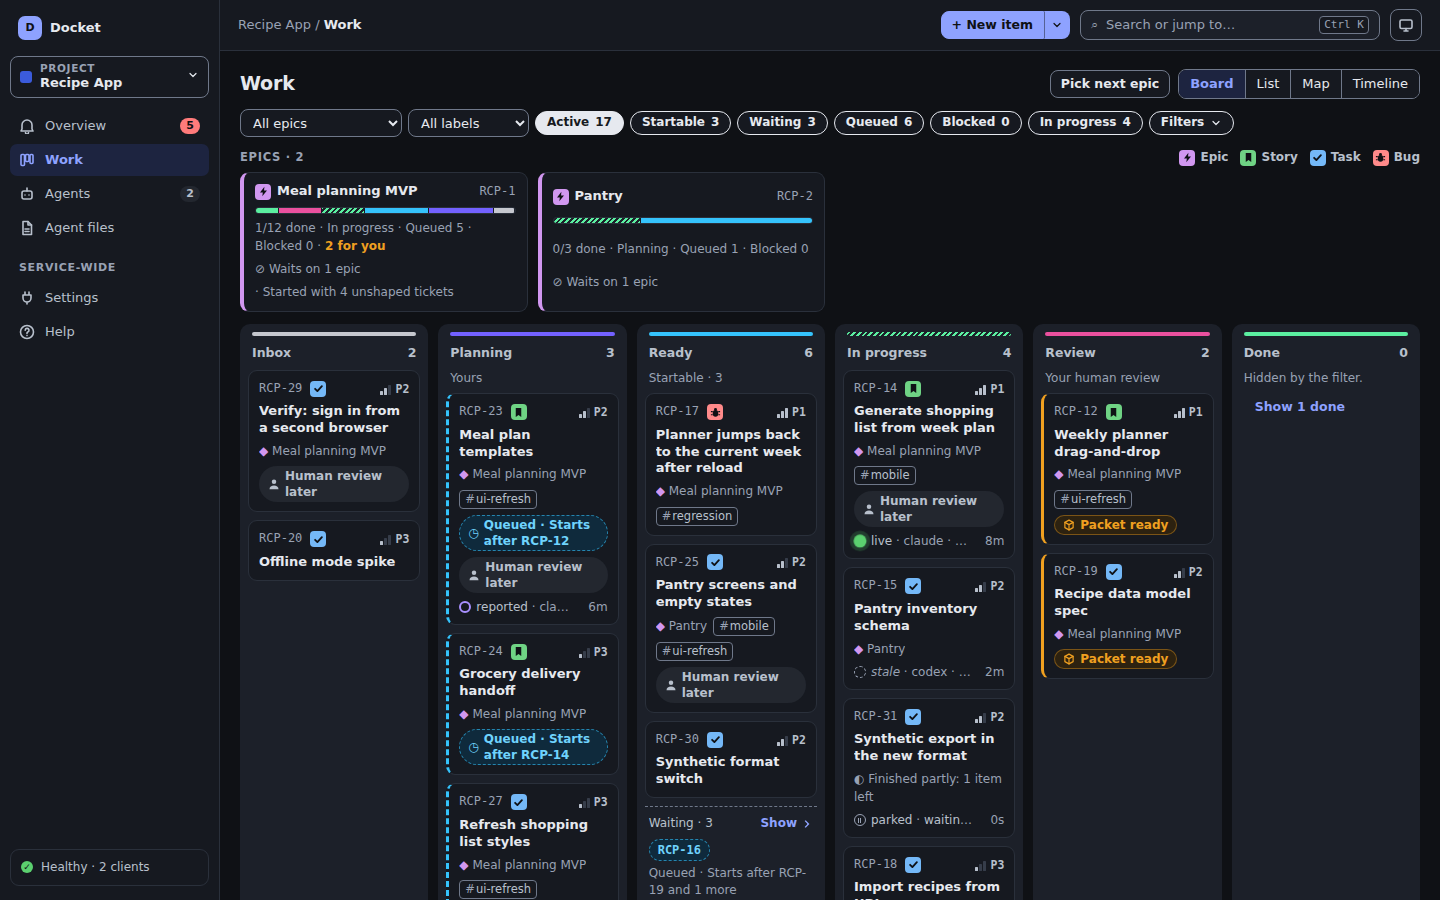 D Docket
PROJECT
Recipe App
Overview 5
Work
Agents 2
Agent files
SERVICE-WIDE
Settings
Help
Healthy · 2 clients
Recipe App / Work
+ New item
Search or jump to… Ctrl K
Work
Pick next epic
Board List Map Timeline
All epics All labels Active 17 Startable 3 Waiting 3 Queued 6 Blocked 0 In progress 4 Filters
EPICS · 2
Epic Story Task Bug
Meal planning MVP RCP-1
1/12 done · In progress · Queued 5 ·
Blocked 0 · 2 for you
Waits on 1 epic
· Started with 4 unshaped tickets
Pantry RCP-2
0/3 done · Planning · Queued 1 · Blocked 0
Waits on 1 epic
Inbox 2
RCP-29 P2
Verify: sign in from
a second browser
Meal planning MVP
Human review
later
RCP-20 P3
Offline mode spike
Planning 3
Yours
RCP-23 P2
Meal plan
templates
Meal planning MVP
#ui-refresh
Queued · Starts
after RCP-12
Human review
later
reported · cla… 6m
RCP-24 P3
Grocery delivery
handoff
Meal planning MVP
Queued · Starts
after RCP-14
RCP-27 P3
Refresh shopping
list styles
Meal planning MVP
#ui-refresh
Ready 6
Startable · 3
RCP-17 P1
Planner jumps back
to the current week
after reload
Meal planning MVP
#regression
RCP-25 P2
Pantry screens and
empty states
Pantry #mobile
#ui-refresh
Human review
later
RCP-30 P2
Synthetic format
switch
Waiting · 3 Show
RCP-16
Queued · Starts after RCP-
19 and 1 more
In progress 4
RCP-14 P1
Generate shopping
list from week plan
Meal planning MVP
#mobile
Human review
later
live · claude · … 8m
RCP-15 P2
Pantry inventory
schema
Pantry
stale · codex · … 2m
RCP-31 P2
Synthetic export in
the new format
Finished partly: 1 item
left
parked · waitin… 0s
RCP-18 P3
Import recipes from
Review 2
Your human review
RCP-12 P1
Weekly planner
drag-and-drop
Meal planning MVP
#ui-refresh
Packet ready
RCP-19 P2
Recipe data model
spec
Meal planning MVP
Packet ready
Done 0
Hidden by the filter.
Show 1 done